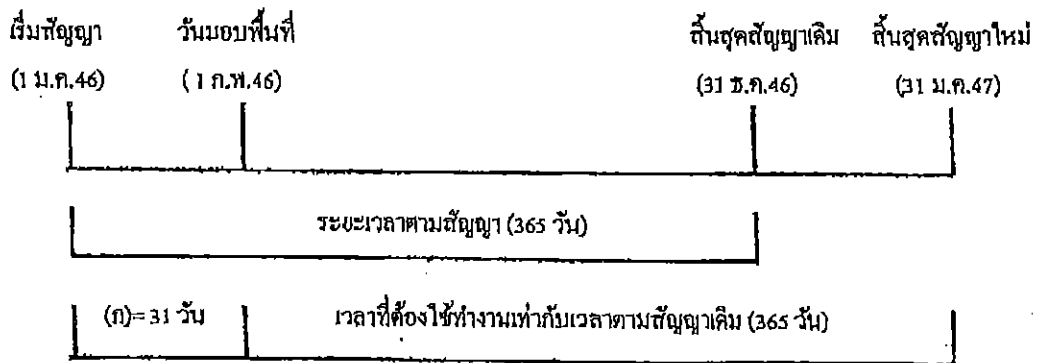 เริ่มสัญญา วันมอบพื้นที่ สิ้นสุดสัญญาเดิม สิ้นสุดสัญญาใหม่
(1 ม.ค.46) ( 1 ก.พ.46) (31 ธ.ค.46) (31 ม.ค.47)
ระยะเวลาตามสัญญา (365 วัน)
(ก)= 31 วัน เวลาที่ต้องใช้ทำงานเท่ากับเวลาตามสัญญาเดิม (365 วัน)